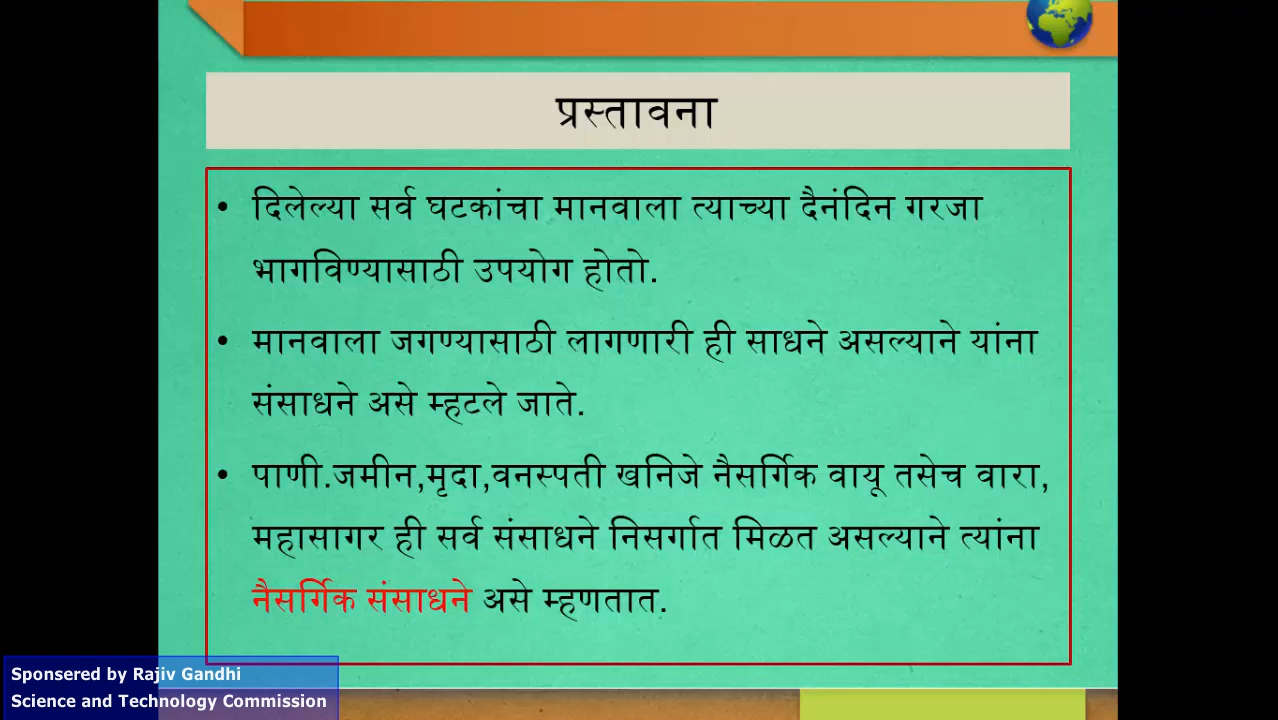 प्रस्तावना
• दिलेल्या सर्व घटकांचा मानवाला त्याच्या दैनंदिन गरजा
भागविण्यासाठी उपयोग होतो.
• मानवाला जगण्यासाठी लागणारी ही साधने असल्याने यांना
संसाधने असे म्हटले जाते.
• पाणी.जमीन,मृदा,वनस्पती खनिजे नैसर्गिक वायू तसेच वारा,
महासागर ही सर्व संसाधने निसर्गात मिळत असल्याने त्यांना
नैसर्गिक संसाधने असे म्हणतात.
Sponsered by Rajiv Gandhi
Science and Technology Commission